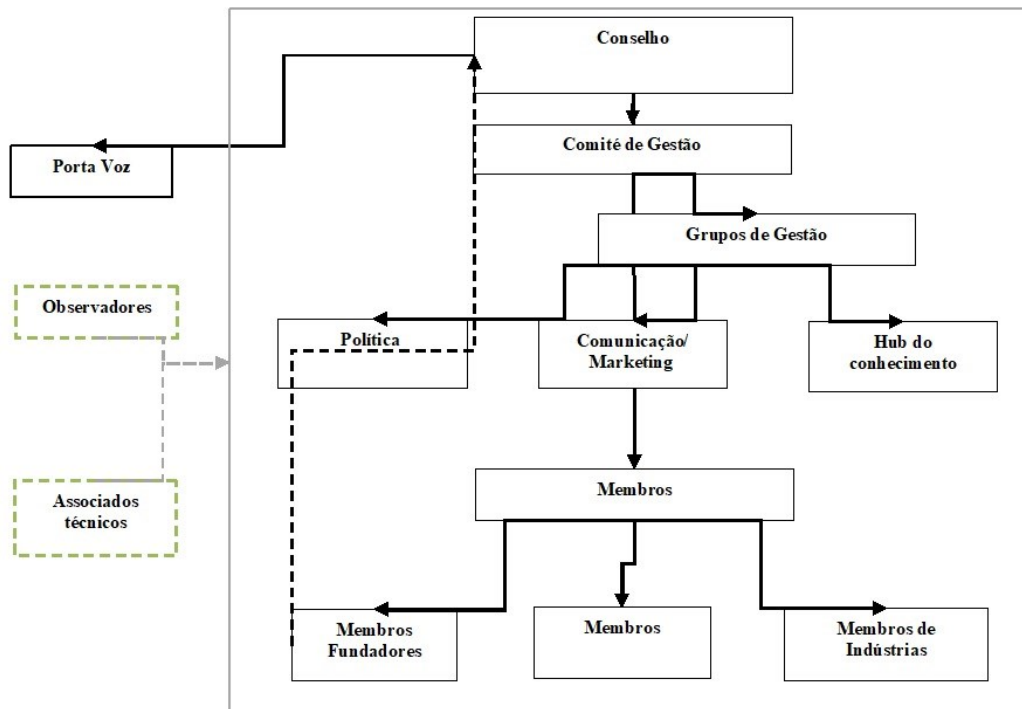 Conselho
Comité de Gestão
Porta Voz
Grupos de Gestão
Observadores
Política
Comunicação/
Marketing
Hub do
conhecimento
Membros
Associados
técnicos
Membros
Fundadores
Membros
Membros de
Indústrias